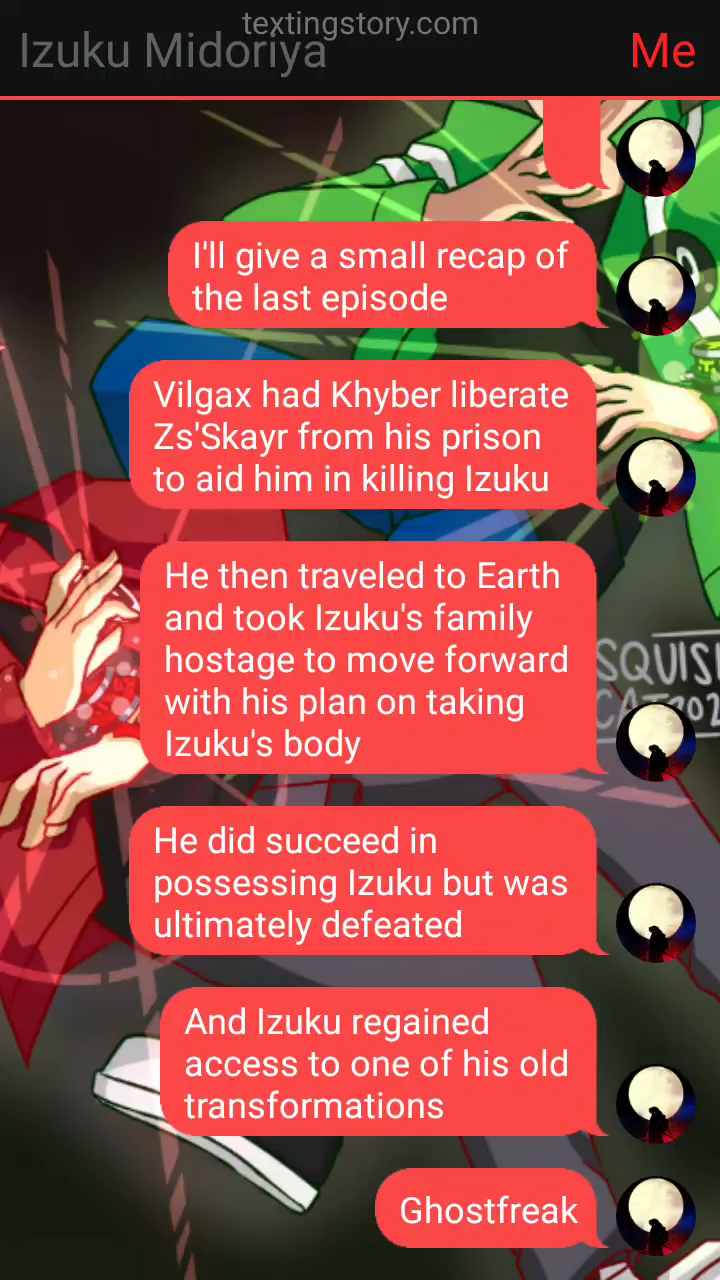 textingstory.com
Izuku Midoriya
Me
I'll give a small recap of
the last episode
Vilgax had Khyber liberate
Zs'Skayr from his prison
to aid him in killing Izuku
He then traveled to Earth
and took Izuku's family
hostage to move forward
with his plan on taking
Izuku's body
SQUIS
He did succeed in
possessing Izuku but was
ultimately defeated
And Izuku regained
access to one of his old
transformations
Ghostfreak